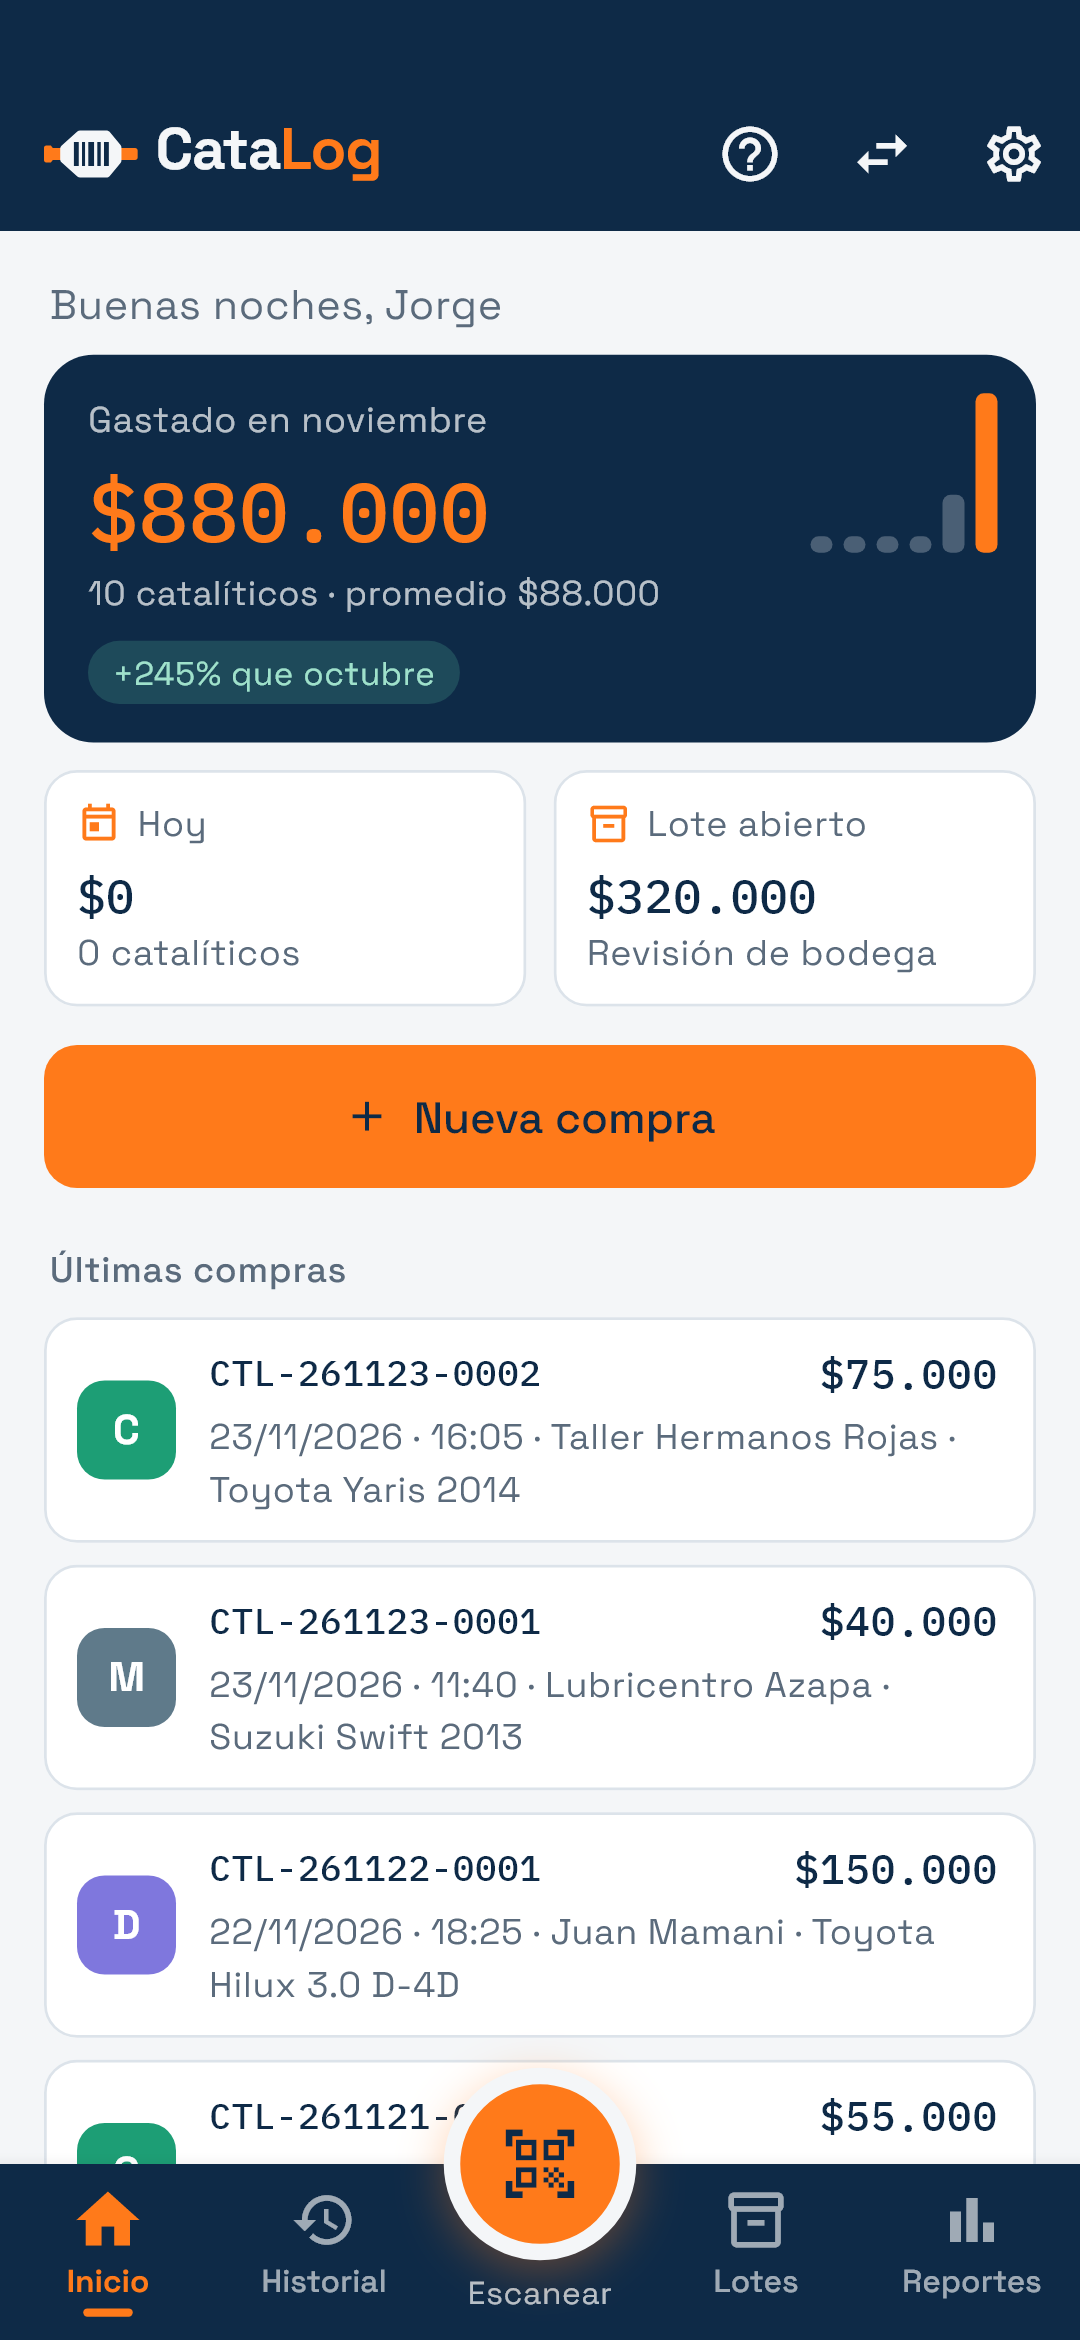 CataLog
Buenas noches, Jorge
Gastado en noviembre
$880.000
10 catalíticos · promedio $88.000
+245% que octubre
Hoy
$0
0 catalíticos
Lote abierto
$320.000
Revisión de bodega
+ Nueva compra
Últimas compras
C
CTL-261123-0002
$75.000
23/11/2026 · 16:05 · Taller Hermanos Rojas ·
Toyota Yaris 2014
M
CTL-261123-0001
$40.000
23/11/2026 · 11:40 · Lubricentro Azapa ·
Suzuki Swift 2013
D
CTL-261122-0001
$150.000
22/11/2026 · 18:25 · Juan Mamani · Toyota
Hilux 3.0 D-4D
CTL-261121-
$55.000
Inicio
Historial
Escanear
Lotes
Reportes